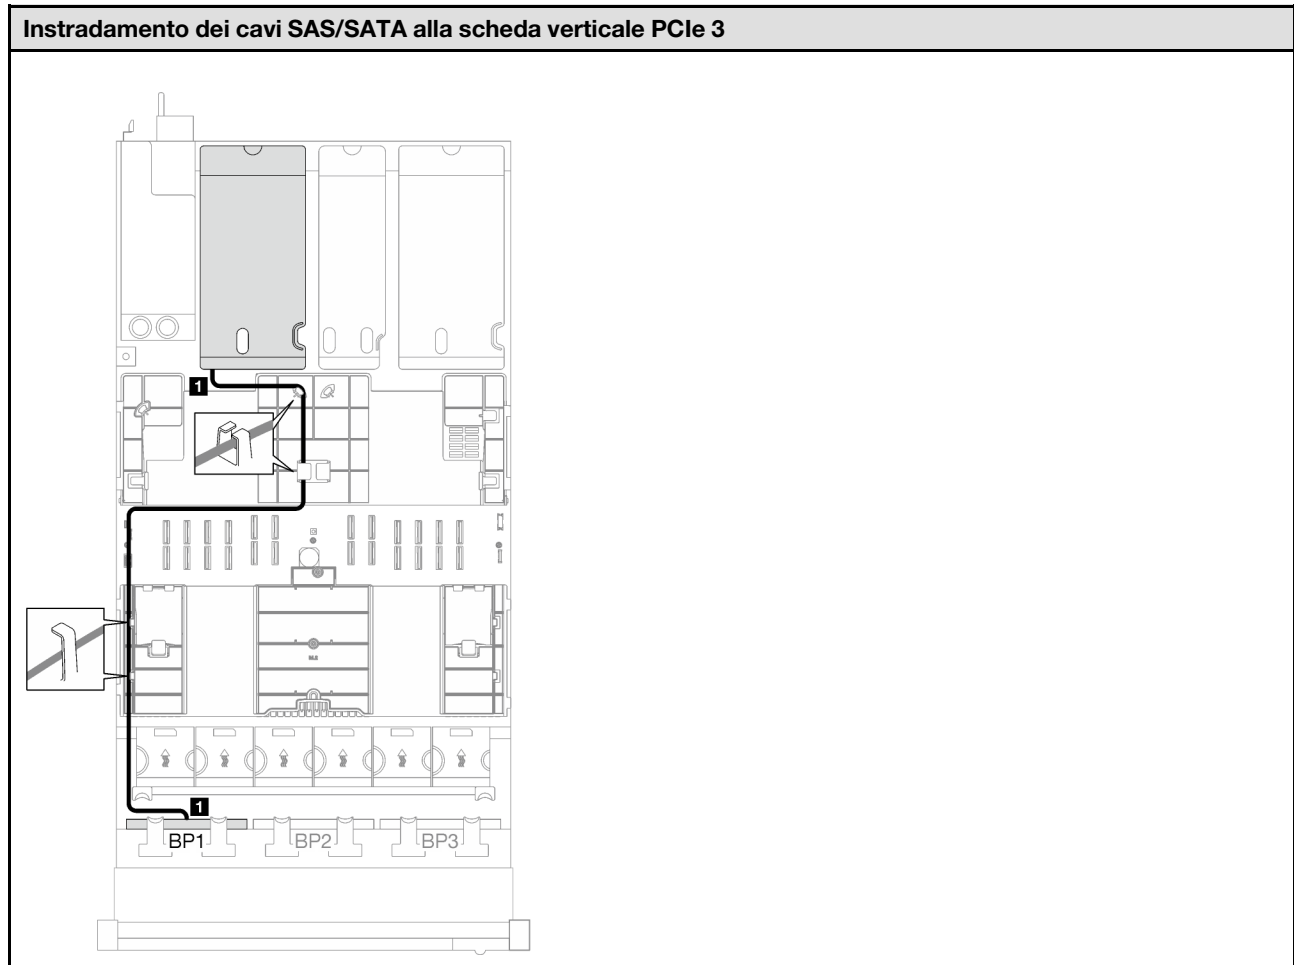 Instradamento dei cavi SAS/SATA alla scheda verticale PCIe 3
1
1
BP1
BP2
BP3